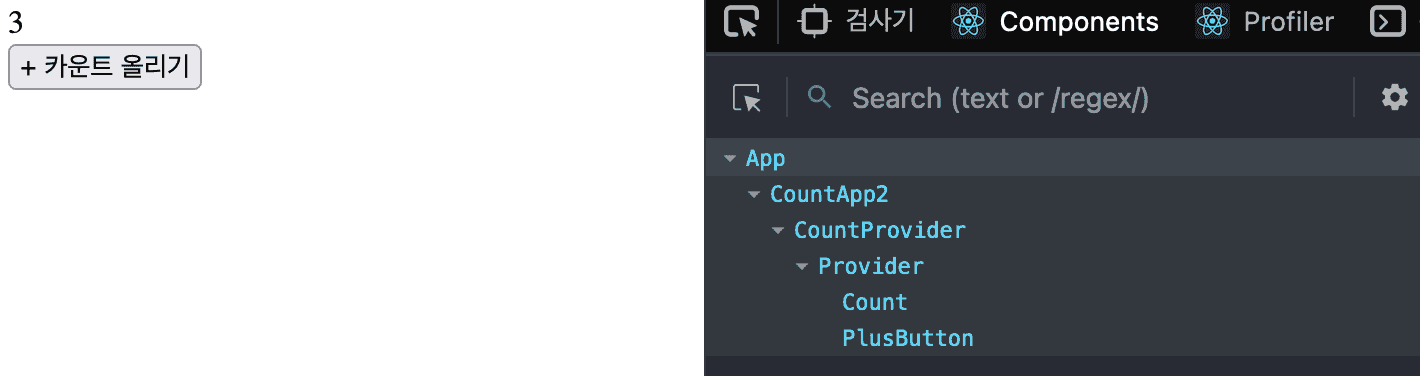 3
+ 카운트 올리기
검사기 Components Profiler
Search (text or /regex/)
App
CountApp2
CountProvider
Provider
Count
PlusButton